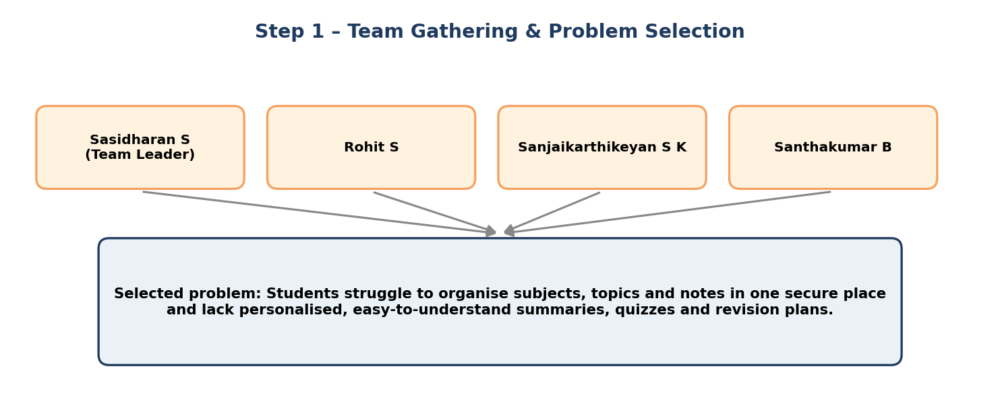 Step 1 – Team Gathering & Problem Selection
Sasidharan S
(Team Leader)
Rohit S
Sanjaikarthikeyan S K
Santhakumar B
Selected problem: Students struggle to organise subjects, topics and notes in one secure place
and lack personalised, easy-to-understand summaries, quizzes and revision plans.